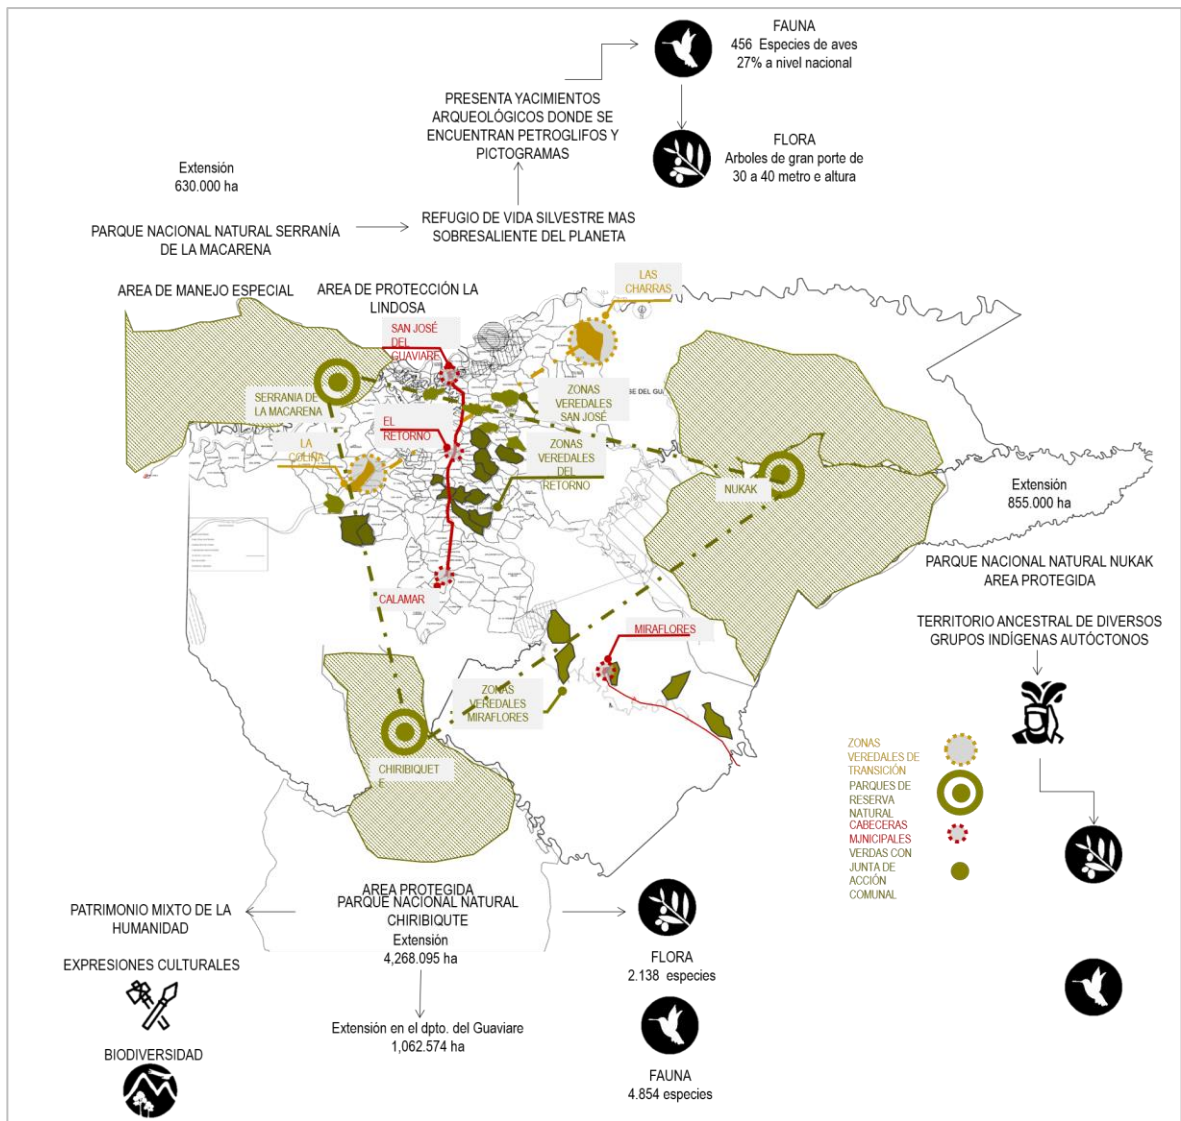 FAUNA
456 Especies de aves
27% a nivel nacional
PRESENTA YACIMIENTOS
ARQUEOLÓGICOS DONDE SE
ENCUENTRAN PETROGLIFOS Y
PICTOGRAMAS
FLORA
Arboles de gran porte de
30 a 40 metro e altura
Extensión
630.000 ha
PARQUE NACIONAL NATURAL SERRANÍA
DE LA MACARENA
REFUGIO DE VIDA SILVESTRE MAS
SOBRESALIENTE DEL PLANETA
AREA DE MANEJO ESPECIAL
AREA DE PROTECCIÓN LA
LINDOSA
LAS
CHARRAS
SAN JOSÉ
DEL
GUAVIARE
SERRANIA DE
LA MACARENA
ZONAS
VEREDALES
SAN JOSÉ
SE DEL GU
EL
RETORNO
LA
COLINA
ZONAS
VEREDALES
DEL
RETORNO
NUKAK
Extensión
855.000 ha
PARQUE NACIONAL NATURAL NUKAK
AREA PROTEGIDA
TERRITORIO ANCESTRAL DE DIVERSOS
GRUPOS INDÍGENAS AUTÓCTONOS
CALAMAR
MIRAFLORES
ZONAS
VEREDALES
MIRAFLORES
CHIRIBIQUET
E
ZONAS
VEREDALES DE
TRANSICIÓN
PARQUES DE
RESERVA
NATURAL
CABECERAS
MJNICIPALES
VERDAS CON
JUNTA DE
ACCIÓN
COMUNAL
AREA PROTEGIDA
PARQUE NACIONAL NATURAL
CHIRIBIQUTE
Extensión
4,268.095 ha
PATRIMONIO MIXTO DE LA
HUMANIDAD
EXPRESIONES CULTURALES
BIODIVERSIDAD
Extensión en el dpto. del Guaviare
1,062.574 ha
FLORA
2.138 especies
FAUNA
4.854 especies